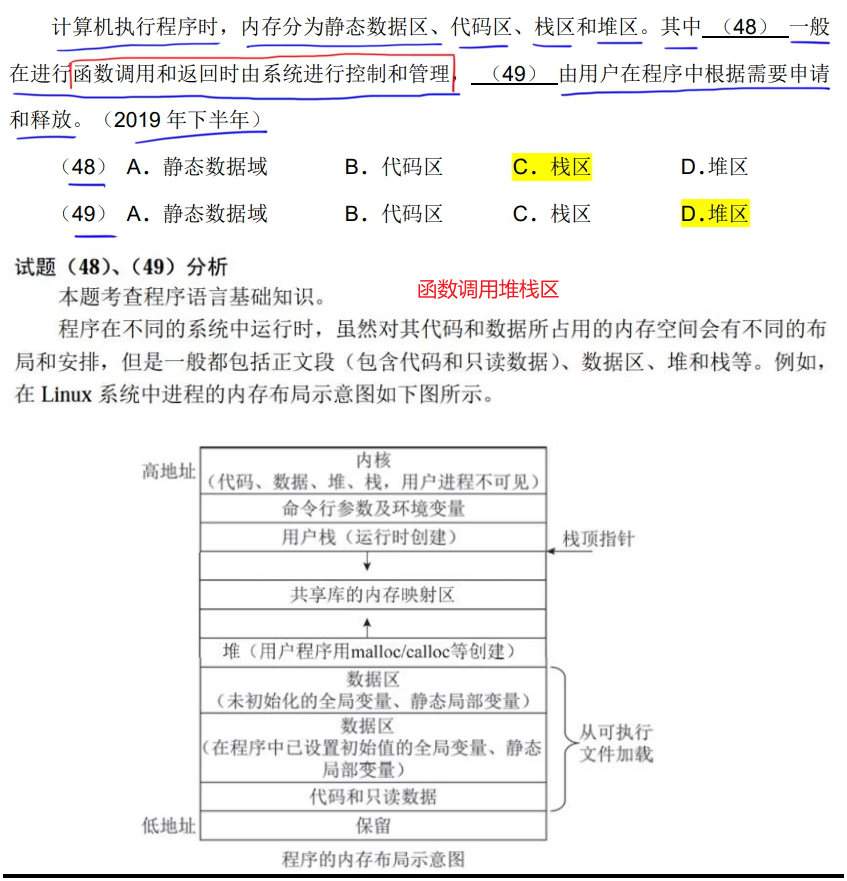 计算机执行程序时，内存分为静态数据区、代码区、栈区和堆区。其中 （48） 一般
在进行函数调用和返回时由系统进行控制和管理， （49） 由用户在程序中根据需要申请
和释放。（2019 年下半年）
（48） A．静态数据域 B．代码区 C．栈区 D.堆区
（49） A．静态数据域 B．代码区 C．栈区 D.堆区
试题（48）、（49）分析
函数调用堆栈区
本题考查程序语言基础知识。
程序在不同的系统中运行时，虽然对其代码和数据所占用的内存空间会有不同的布
局和安排，但是一般都包括正文段（包含代码和只读数据）、数据区、堆和栈等。例如，
在 Linux 系统中进程的内存布局示意图如下图所示。
高地址
内核
（代码、数据、堆、栈，用户进程不可见）
命令行参数及环境变量
用户栈（运行时创建）
栈顶指针
共享库的内存映射区
堆（用户程序用malloc/calloc等创建）
数据区
（未初始化的全局变量、静态局部变量）
数据区
（在程序中已设置初始值的全局变量、静态
局部变量）
从可执行
文件加载
代码和只读数据
低地址
保留
程序的内存布局示意图